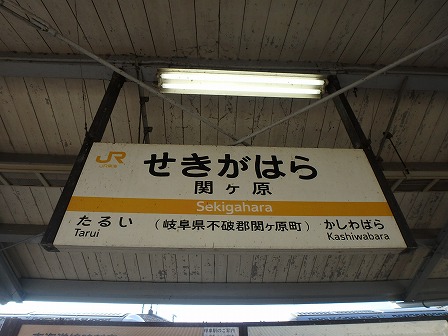 JR
せきがはら
関ヶ原
Sekigahara
たるい (岐阜県不破郡関ケ原町) かしわばら
Tarui Kashiwabara